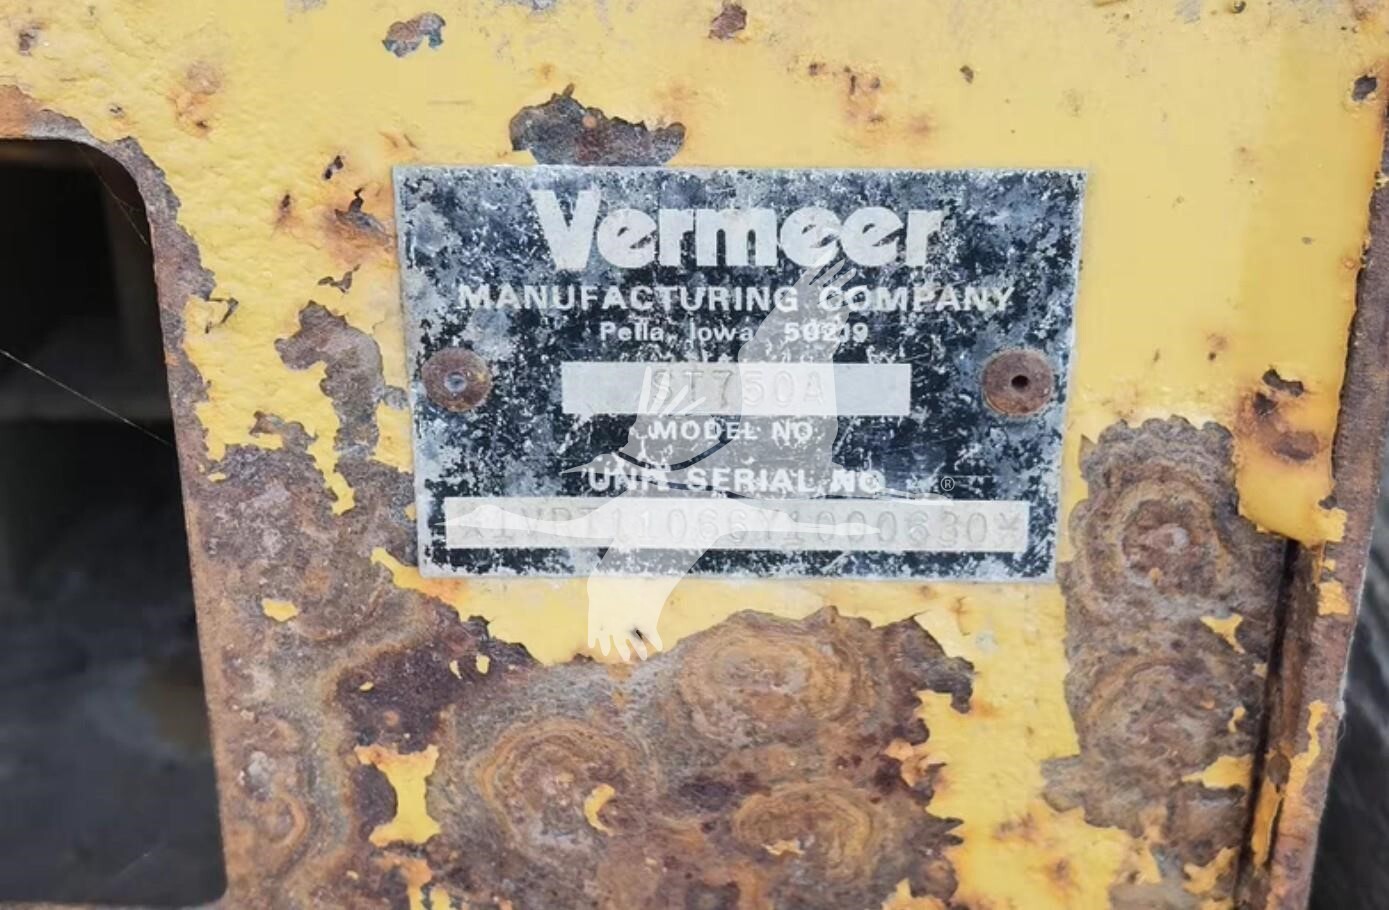 Vermeer
MANUFACTURING COMPANY
Pella, Iowa 50219
ST750A
MODEL NO
UNIT SERIAL NO
®